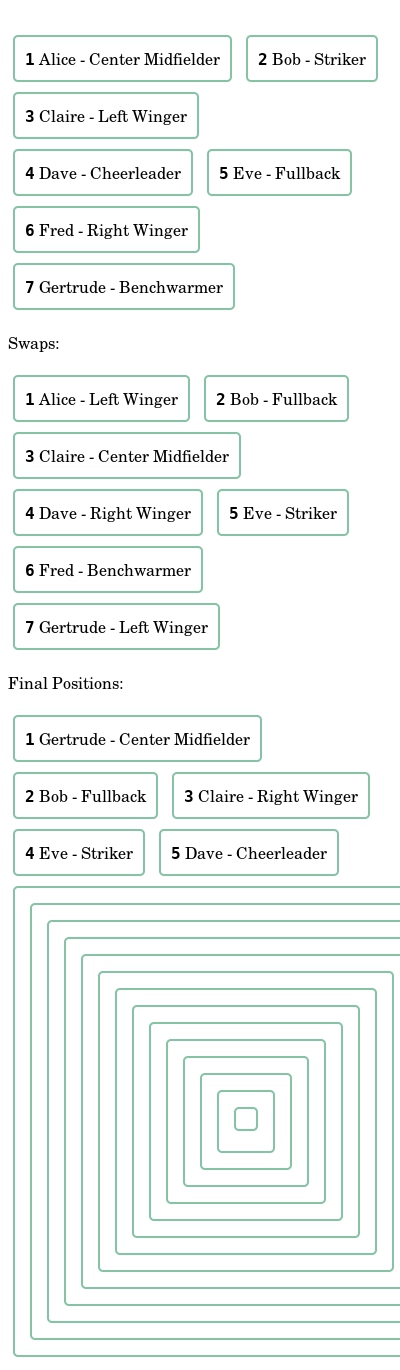 1 Alice - Center Midfielder 2 Bob - Striker
3 Claire - Left Winger
4 Dave - Cheerleader 5 Eve - Fullback
6 Fred - Right Winger
7 Gertrude - Benchwarmer
Swaps:
1 Alice - Left Winger 2 Bob - Fullback
3 Claire - Center Midfielder
4 Dave - Right Winger 5 Eve - Striker
6 Fred - Benchwarmer
7 Gertrude - Left Winger
Final Positions:
1 Gertrude - Center Midfielder
2 Bob - Fullback 3 Claire - Right Winger
4 Eve - Striker 5 Dave - Cheerleader